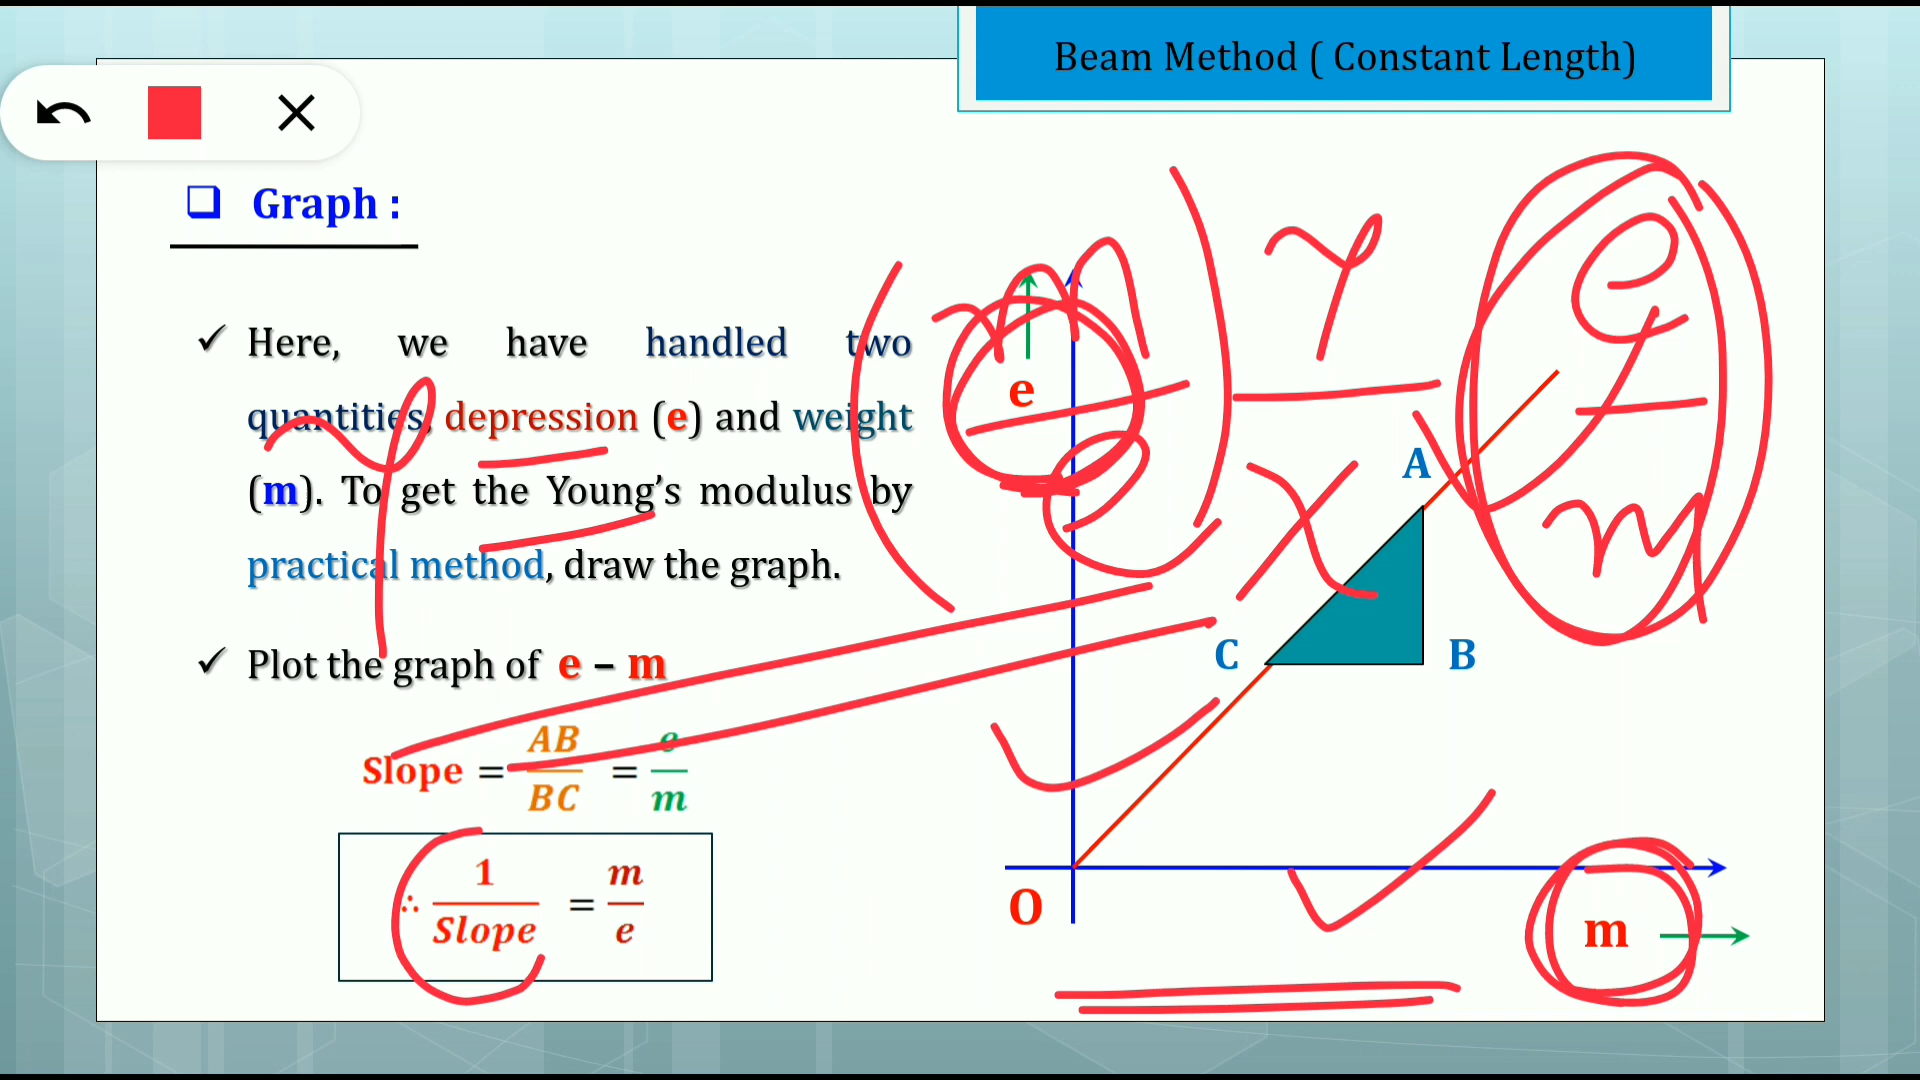 Beam Method ( Constant Length)
❑ Graph :
✓ Here, we have handled two
quantities, depression (e) and weight
(m). To get the Young’s modulus by
practical method, draw the graph.
✓ Plot the graph of e – m
Slope = AB/BC = e/m
∴ 1/Slope = m/e
e
A
C
B
O
m
m/e
y/x
e/m
y